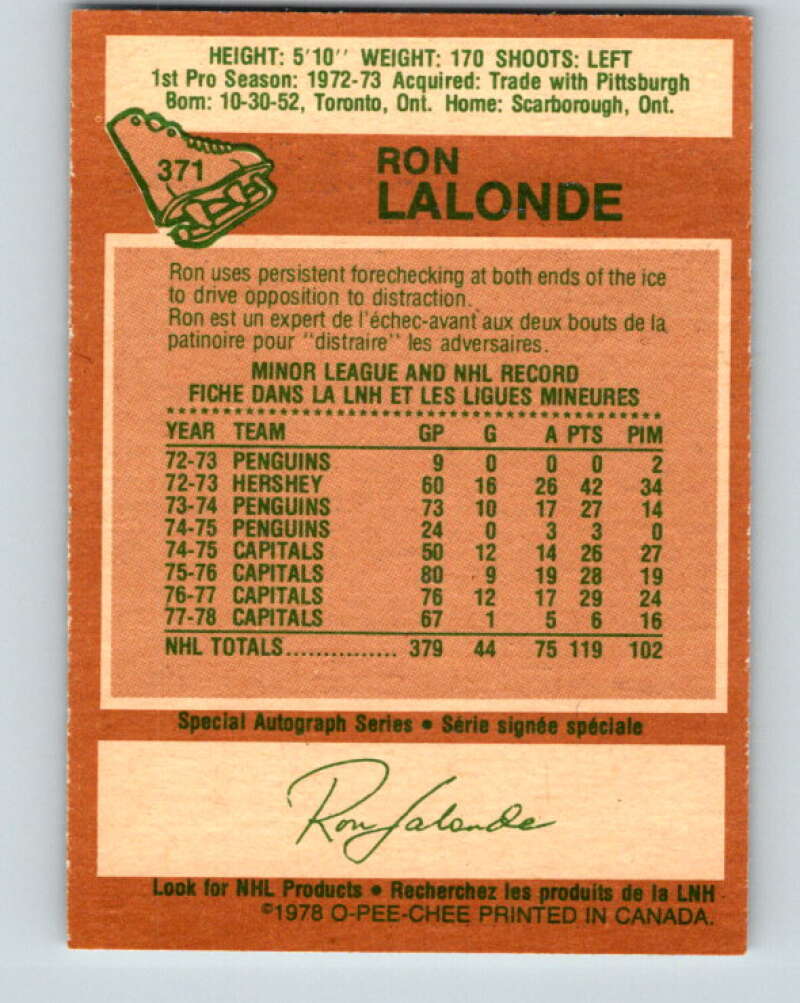 HEIGHT: 5'10'' WEIGHT: 170 SHOOTS: LEFT
1st Pro Season: 1972-73 Acquired: Trade with Pittsburgh
Born: 10-30-52, Toronto, Ont. Home: Scarborough, Ont.
371
RON
LALONDE
Ron uses persistent forechecking at both ends of the ice
to drive opposition to distraction.
Ron est un expert de l'échec-avant aux deux bouts de la
patinoire pour "distraire" les adversaires.
MINOR LEAGUE AND NHL RECORD
FICHE DANS LA LNH ET LES LIGUES MINEURES
YEAR TEAM GP G A PTS PIM
72-73 PENGUINS 9 0 0 0 2
72-73 HERSHEY 60 16 26 42 34
73-74 PENGUINS 73 10 17 27 14
74-75 PENGUINS 24 0 3 3 0
74-75 CAPITALS 50 12 14 26 27
75-76 CAPITALS 80 9 19 28 19
76-77 CAPITALS 76 12 17 29 24
77-78 CAPITALS 67 1 5 6 16
NHL TOTALS............... 379 44 75 119 102
Special Autograph Series • Série signée spéciale
Ron Lalonde
Look for NHL Products • Recherchez les produits de la LNH
©1978 O-PEE-CHEE PRINTED IN CANADA.